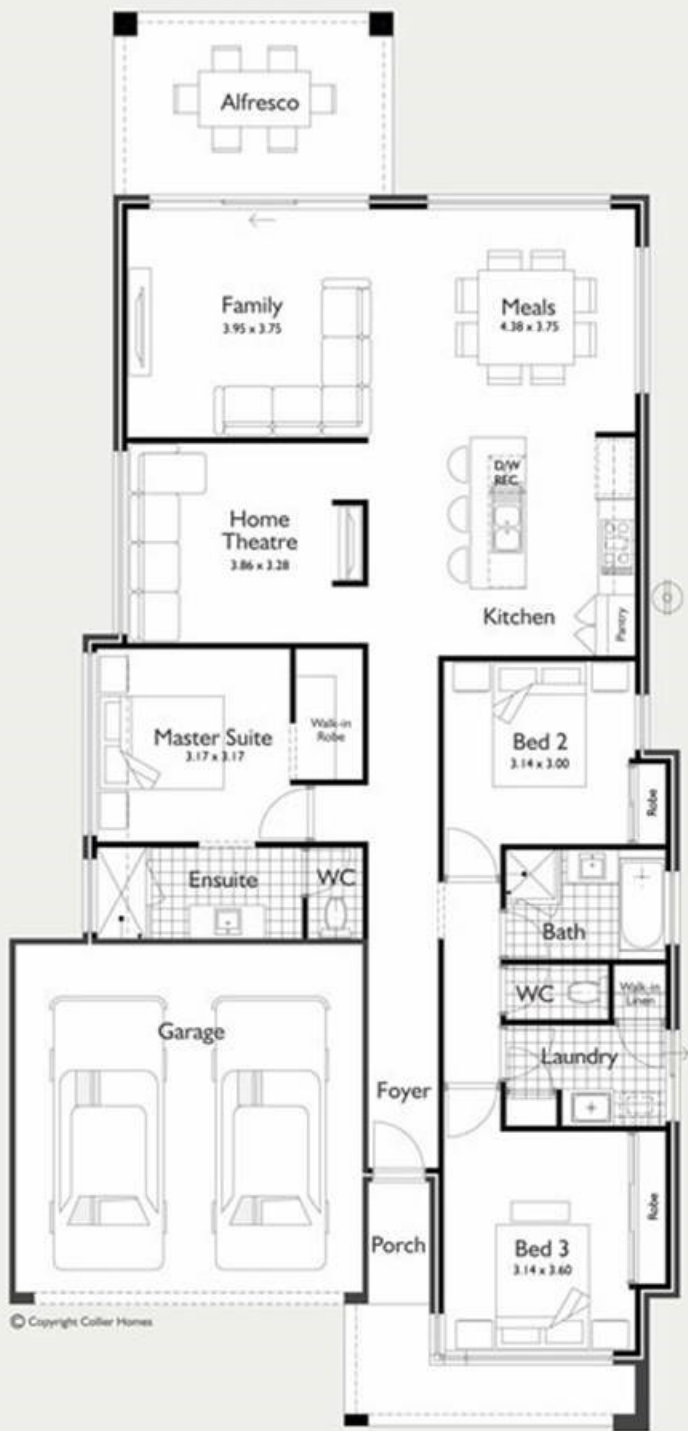 Alfresco
Family
3.95 x 3.75
Meals
4.38 x 3.75
D/W
REC.
Home
Theatre
3.86 x 3.28
Kitchen
Pantry
Master Suite
3.17 x 3.17
Walk-in
Robe
Bed 2
3.14 x 3.00
Robe
Ensuite
WC
Bath
WC
Walk-in
Linen
Garage
Laundry
Foyer
Porch
Bed 3
3.14 x 3.60
Robe
© Copyright Collier Homes